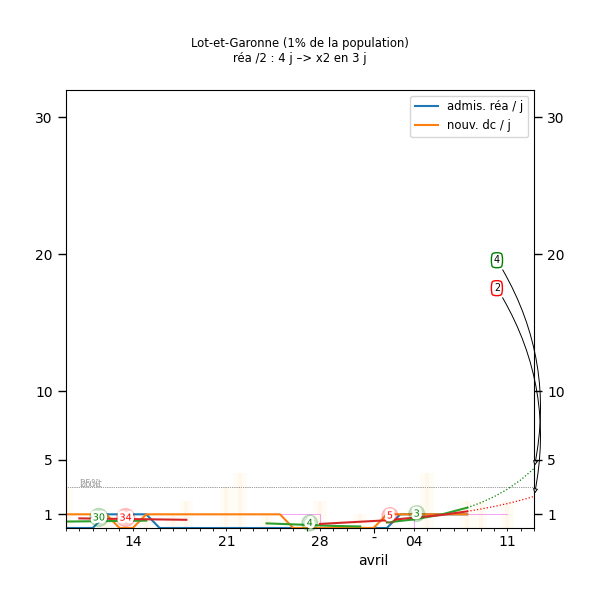 Lot-et-Garonne (1% de la population)
réa /2 : 4 j –> x2 en 3 j
admis. réa / j
nouv. dc / j
30 30
20 20
4
2
10 10
5 5
1 1
30 34 4 5 3
14 21 28 - 04 11
avril